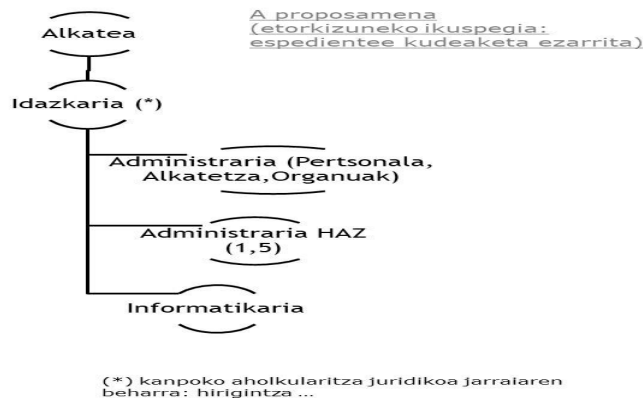 Alkatea
A proposamena
(etorkizuneko ikuspegia:
espedientee kudeaketa ezarrita)
Idazkaria (*)
Administraria (Pertsonala,
Alkatetza,Organuak)
Administraria HAZ
(1,5)
Informatikaria
(*) kanpoko aholkularitza juridikoa jarraiaren
beharra: hirigintza ...